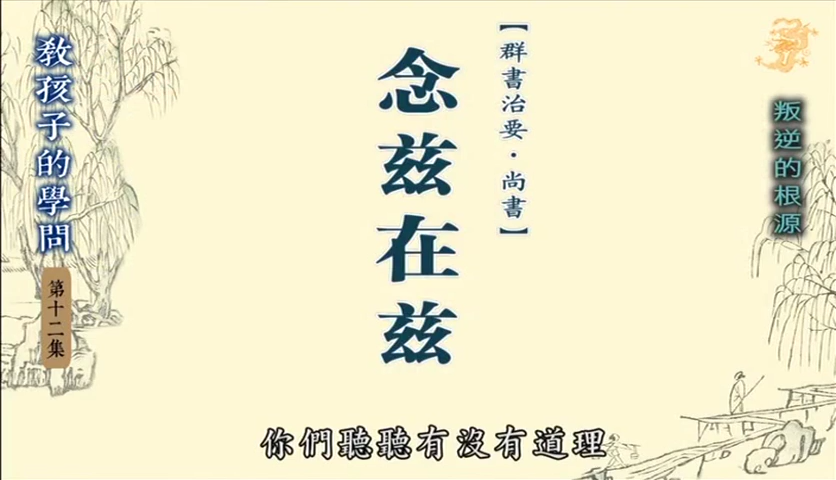 教孩子的學問
第十二集
【群書治要·尚書】
念茲在茲
叛逆的根源
你們聽聽有沒有道理